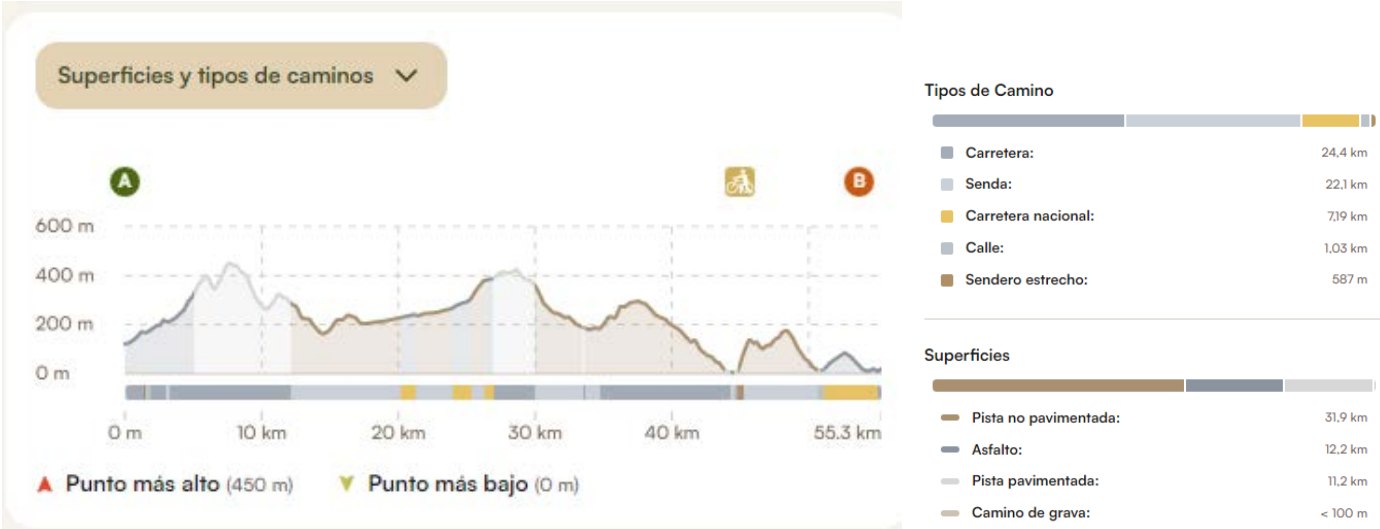 Superficies y tipos de caminos
A
B
600 m
400 m
200 m
0 m
0 m
10 km
20 km
30 km
40 km
55.3 km
Punto más alto (450 m)
Punto más bajo (0 m)
Tipos de Camino
Carretera: 24,4 km
Senda: 22,1 km
Carretera nacional: 7,19 km
Calle: 1,03 km
Sendero estrecho: 587 m
Superficies
Pista no pavimentada: 31,9 km
Asfalto: 12,2 km
Pista pavimentada: 11,2 km
Camino de grava: < 100 m